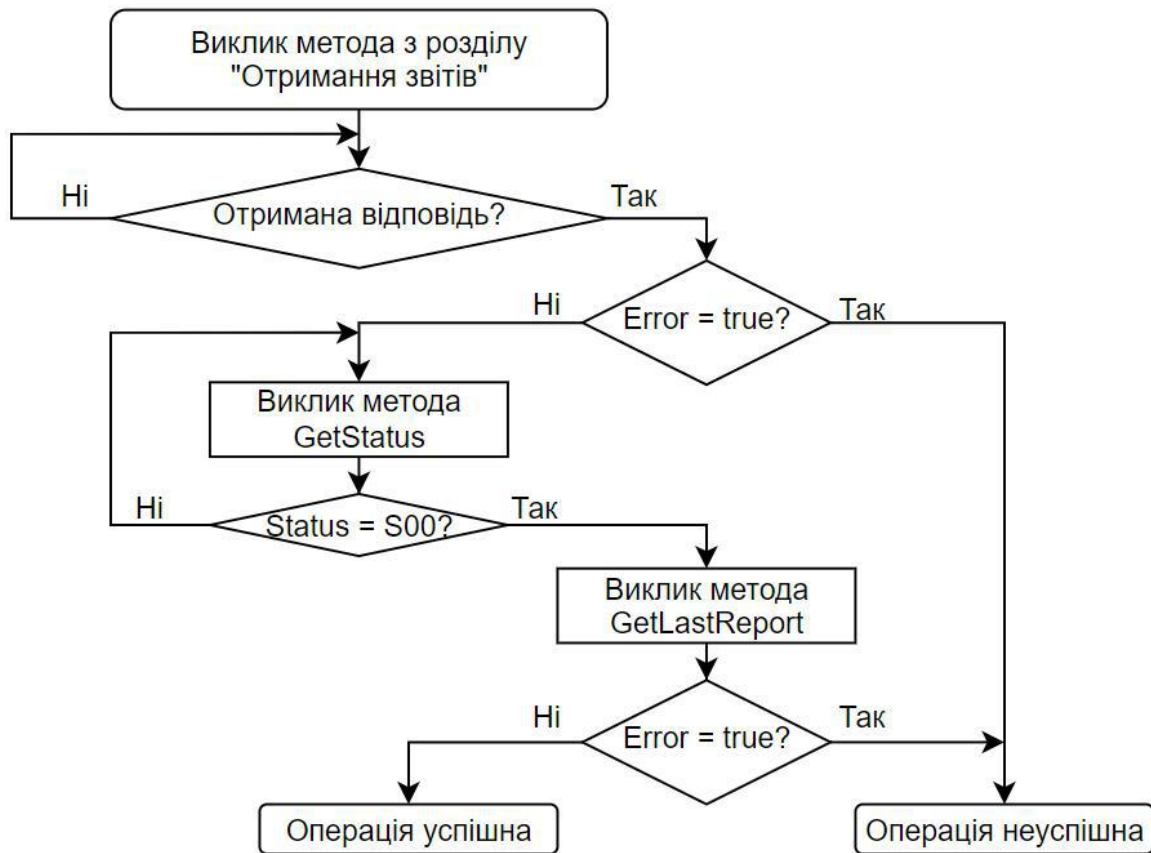 Виклик метода з розділу
"Отримання звітів"
Ні
Отримана відповідь?
Так
Ні
Error = true?
Так
Виклик метода
GetStatus
Ні
Status = S00?
Так
Виклик метода
GetLastReport
Ні
Error = true?
Так
Операція успішна
Операція неуспішна